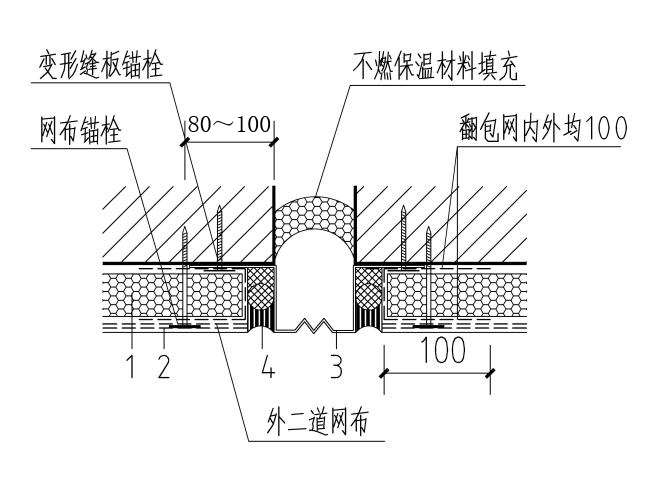 变形缝板锚栓
不燃保温材料填充
网布锚栓
80～100
翻包网内外均100
1
2
4
3
100
外二道网布